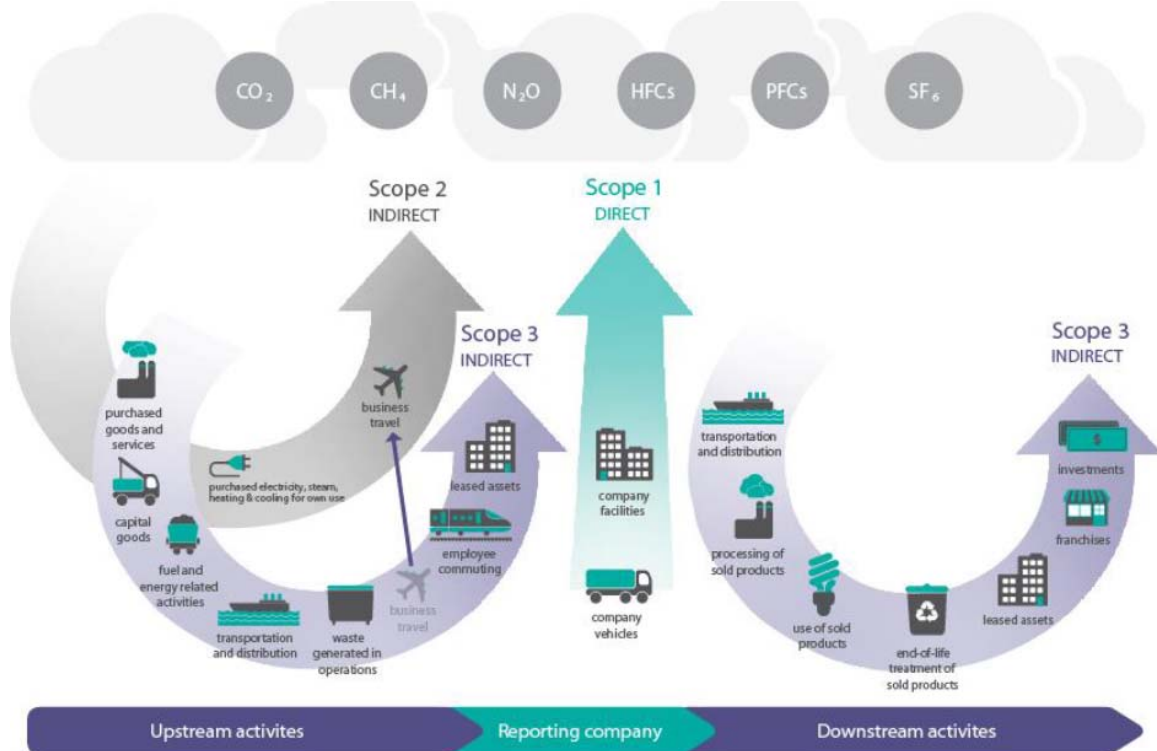 CO₂
CH₄
N₂O
HFCs
PFCs
SF₆
Scope 2
INDIRECT
Scope 1
DIRECT
Scope 3
INDIRECT
Scope 3
INDIRECT
purchased
goods and
services
capital
goods
fuel and
energy related
activities
transportation
and distribution
waste
generated in
operations
business
travel
business
travel
purchased electricity, steam,
heating & cooling for own use
leased assets
employee
commuting
company
facilities
company
vehicles
transportation
and distribution
processing of
sold products
use of sold
products
end-of-life
treatment of
sold products
leased assets
franchises
$
investments
Upstream activites
Reporting company
Downstream activites